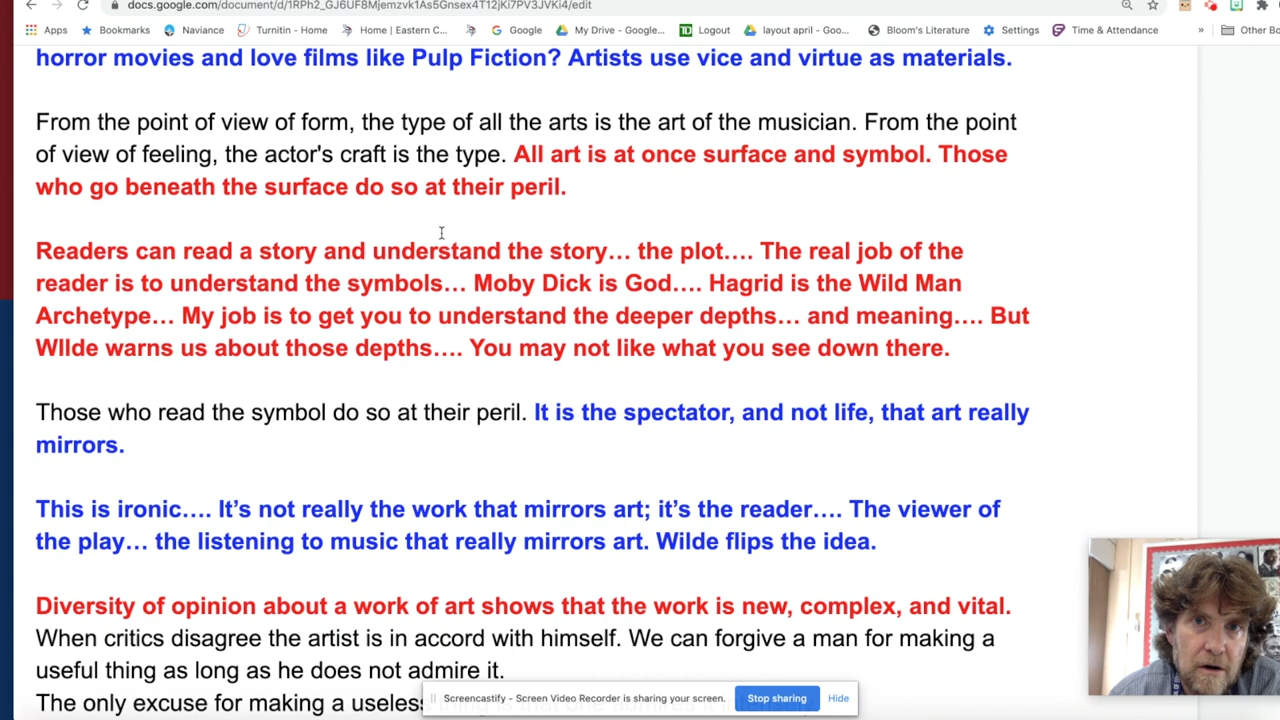 docs.google.com/document/d/1RPh2_GJ6UF8Mjemzvk1As5Gnsex4T12jKi7PV3JVKi4/edit
Apps Bookmarks Naviance Turnitin - Home Home | Eastern C... Google My Drive - Google... Logout layout april - Goo... Bloom's Literature Settings Time & Attendance » Other Bo
horror movies and love films like Pulp Fiction? Artists use vice and virtue as materials.
From the point of view of form, the type of all the arts is the art of the musician. From the point
of view of feeling, the actor's craft is the type. All art is at once surface and symbol. Those
who go beneath the surface do so at their peril.
Readers can read a story and understand the story… the plot…. The real job of the
reader is to understand the symbols… Moby Dick is God…. Hagrid is the Wild Man
Archetype… My job is to get you to understand the deeper depths… and meaning…. But
WIlde warns us about those depths…. You may not like what you see down there.
Those who read the symbol do so at their peril. It is the spectator, and not life, that art really
mirrors.
This is ironic…. It’s not really the work that mirrors art; it’s the reader…. The viewer of
the play… the listening to music that really mirrors art. Wilde flips the idea.
Diversity of opinion about a work of art shows that the work is new, complex, and vital.
When critics disagree the artist is in accord with himself. We can forgive a man for making a
useful thing as long as he does not admire it.
The only excuse for making a useless
Screencastify - Screen Video Recorder is sharing your screen. Stop sharing Hide